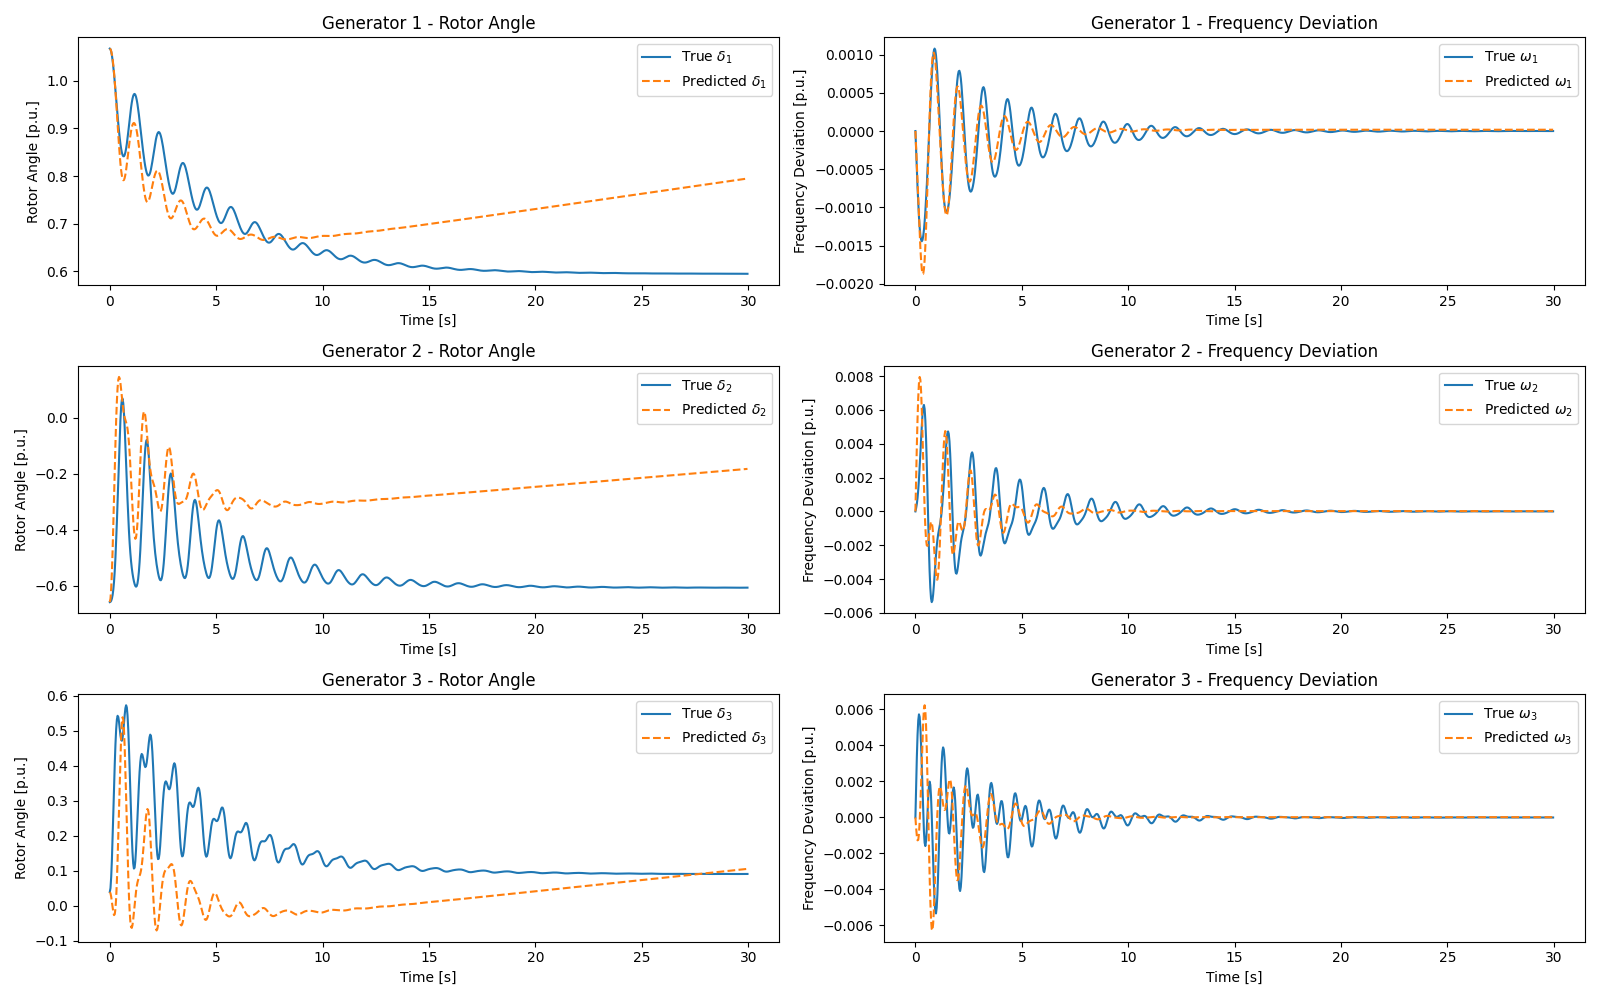 Generator 1 - Rotor Angle
Rotor Angle [p.u.]
1.0
0.9
0.8
0.7
0.6
True δ₁
Predicted δ₁
0 5 10 15 20 25 30
Time [s]
Generator 1 - Frequency Deviation
Frequency Deviation [p.u.]
0.0010
0.0005
0.0000
−0.0005
−0.0010
−0.0015
−0.0020
True ω₁
Predicted ω₁
0 5 10 15 20 25 30
Time [s]
Generator 2 - Rotor Angle
Rotor Angle [p.u.]
0.0
−0.2
−0.4
−0.6
True δ₂
Predicted δ₂
0 5 10 15 20 25 30
Time [s]
Generator 2 - Frequency Deviation
Frequency Deviation [p.u.]
0.008
0.006
0.004
0.002
0.000
−0.002
−0.004
−0.006
True ω₂
Predicted ω₂
0 5 10 15 20 25 30
Time [s]
Generator 3 - Rotor Angle
Rotor Angle [p.u.]
0.6
0.5
0.4
0.3
0.2
0.1
0.0
−0.1
True δ₃
Predicted δ₃
0 5 10 15 20 25 30
Time [s]
Generator 3 - Frequency Deviation
Frequency Deviation [p.u.]
0.006
0.004
0.002
0.000
−0.002
−0.004
−0.006
True ω₃
Predicted ω₃
0 5 10 15 20 25 30
Time [s]